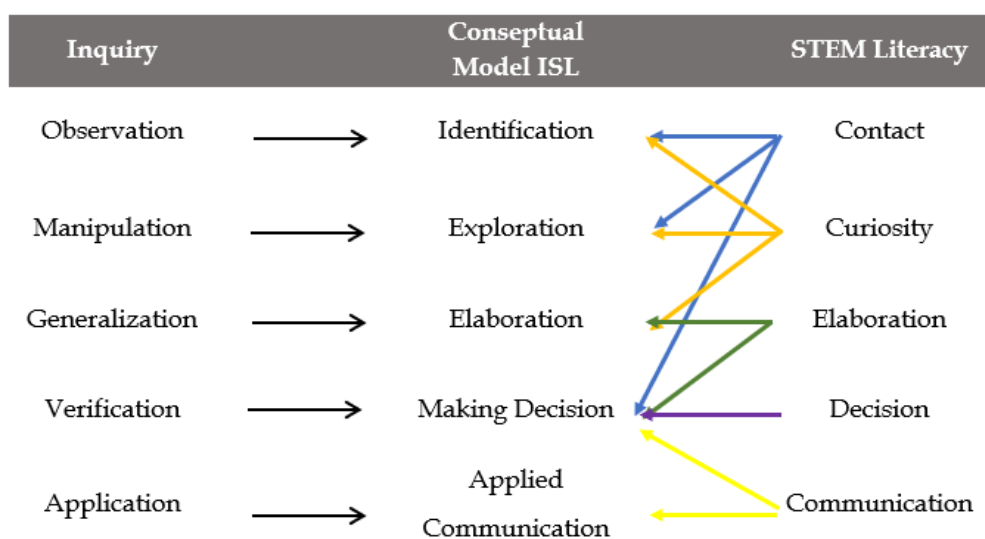 Inquiry
Conseptual
Model ISL
STEM Literacy
Observation
Identification
Contact
Manipulation
Exploration
Curiosity
Generalization
Elaboration
Elaboration
Verification
Making Decision
Decision
Application
Applied
Communication
Communication